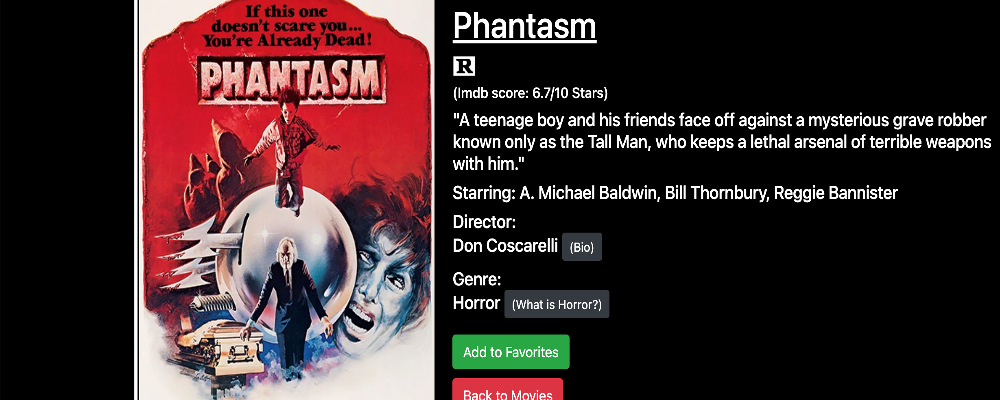 If this one
doesn't scare you...
You're Already Dead!
PHANTASM
Phantasm
R
(Imdb score: 6.7/10 Stars)
"A teenage boy and his friends face off against a mysterious grave robber
known only as the Tall Man, who keeps a lethal arsenal of terrible weapons
with him."
Starring: A. Michael Baldwin, Bill Thornbury, Reggie Bannister
Director:
Don Coscarelli (Bio)
Genre:
Horror (What is Horror?)
Add to Favorites
Back to Movies